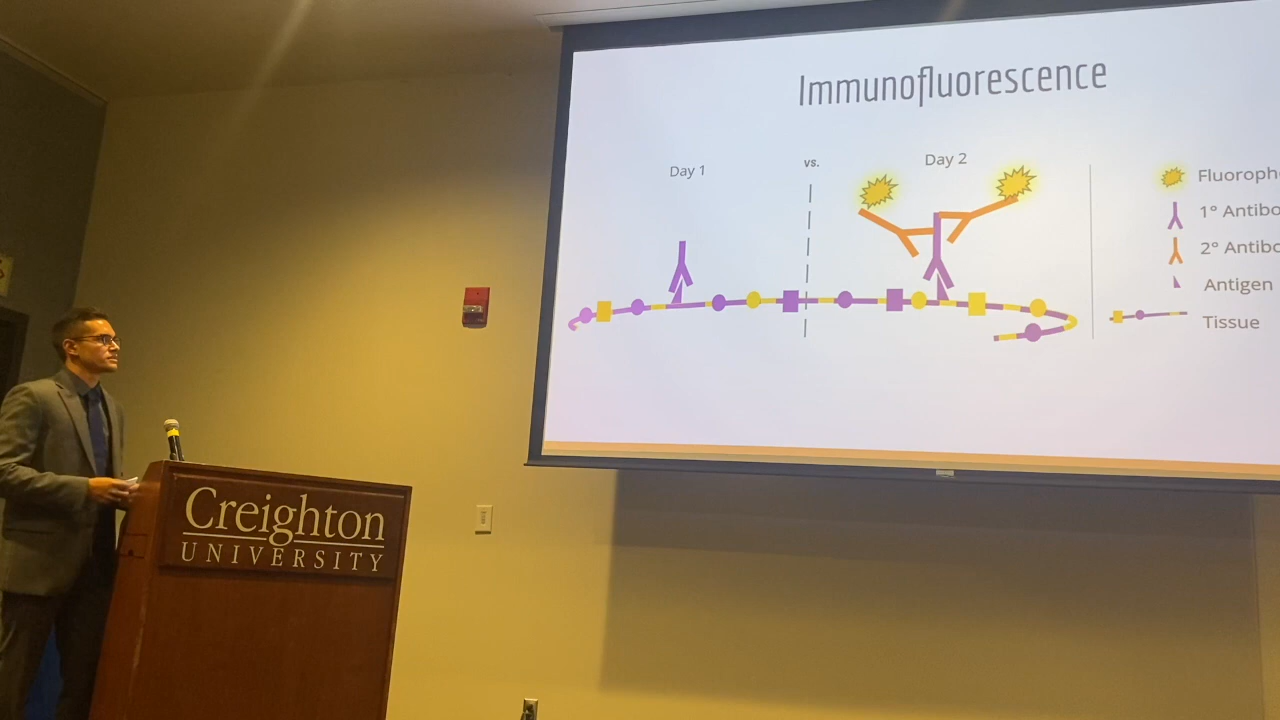 Immunofluorescence
Day 1
vs.
Day 2
Fluoroph
1° Antibo
2° Antibo
Antigen
Tissue
Creighton
UNIVERSITY